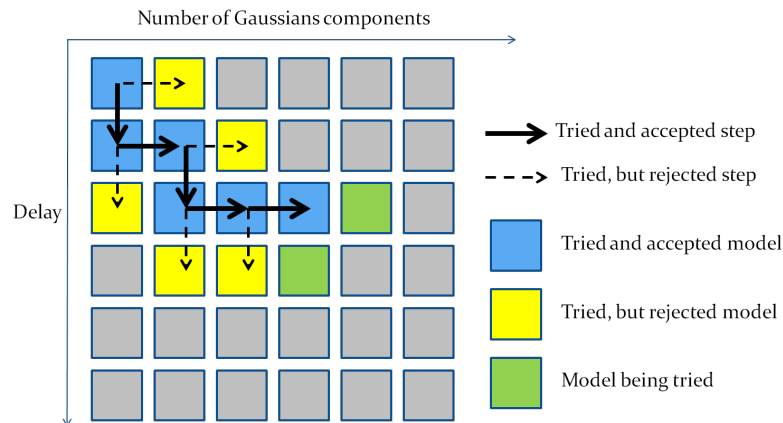 Number of Gaussians components
Tried and accepted step
Tried, but rejected step
Delay
Tried and accepted model
Tried, but rejected model
Model being tried